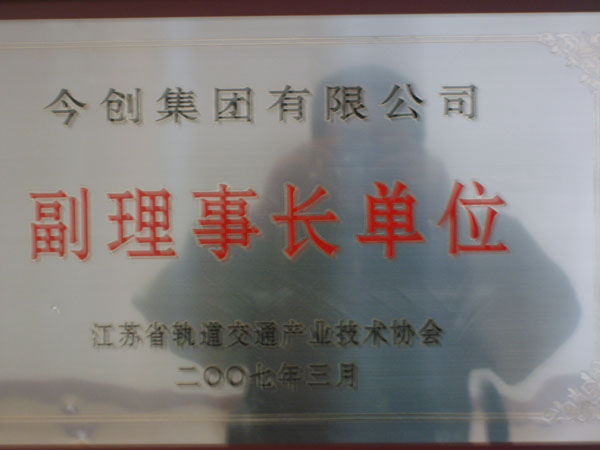 今创集团有限公司
副理事长单位
江苏省轨道交通产业技术协会
二〇〇七年三月